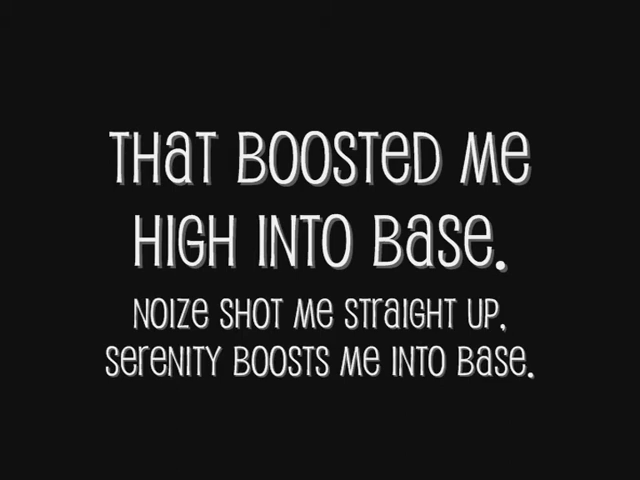 THAT BOOSTED ME
HIGH INTO BASE.
NOIZE SHOT ME STRAIGHT UP,
SERENITY BOOSTS ME INTO BASE.